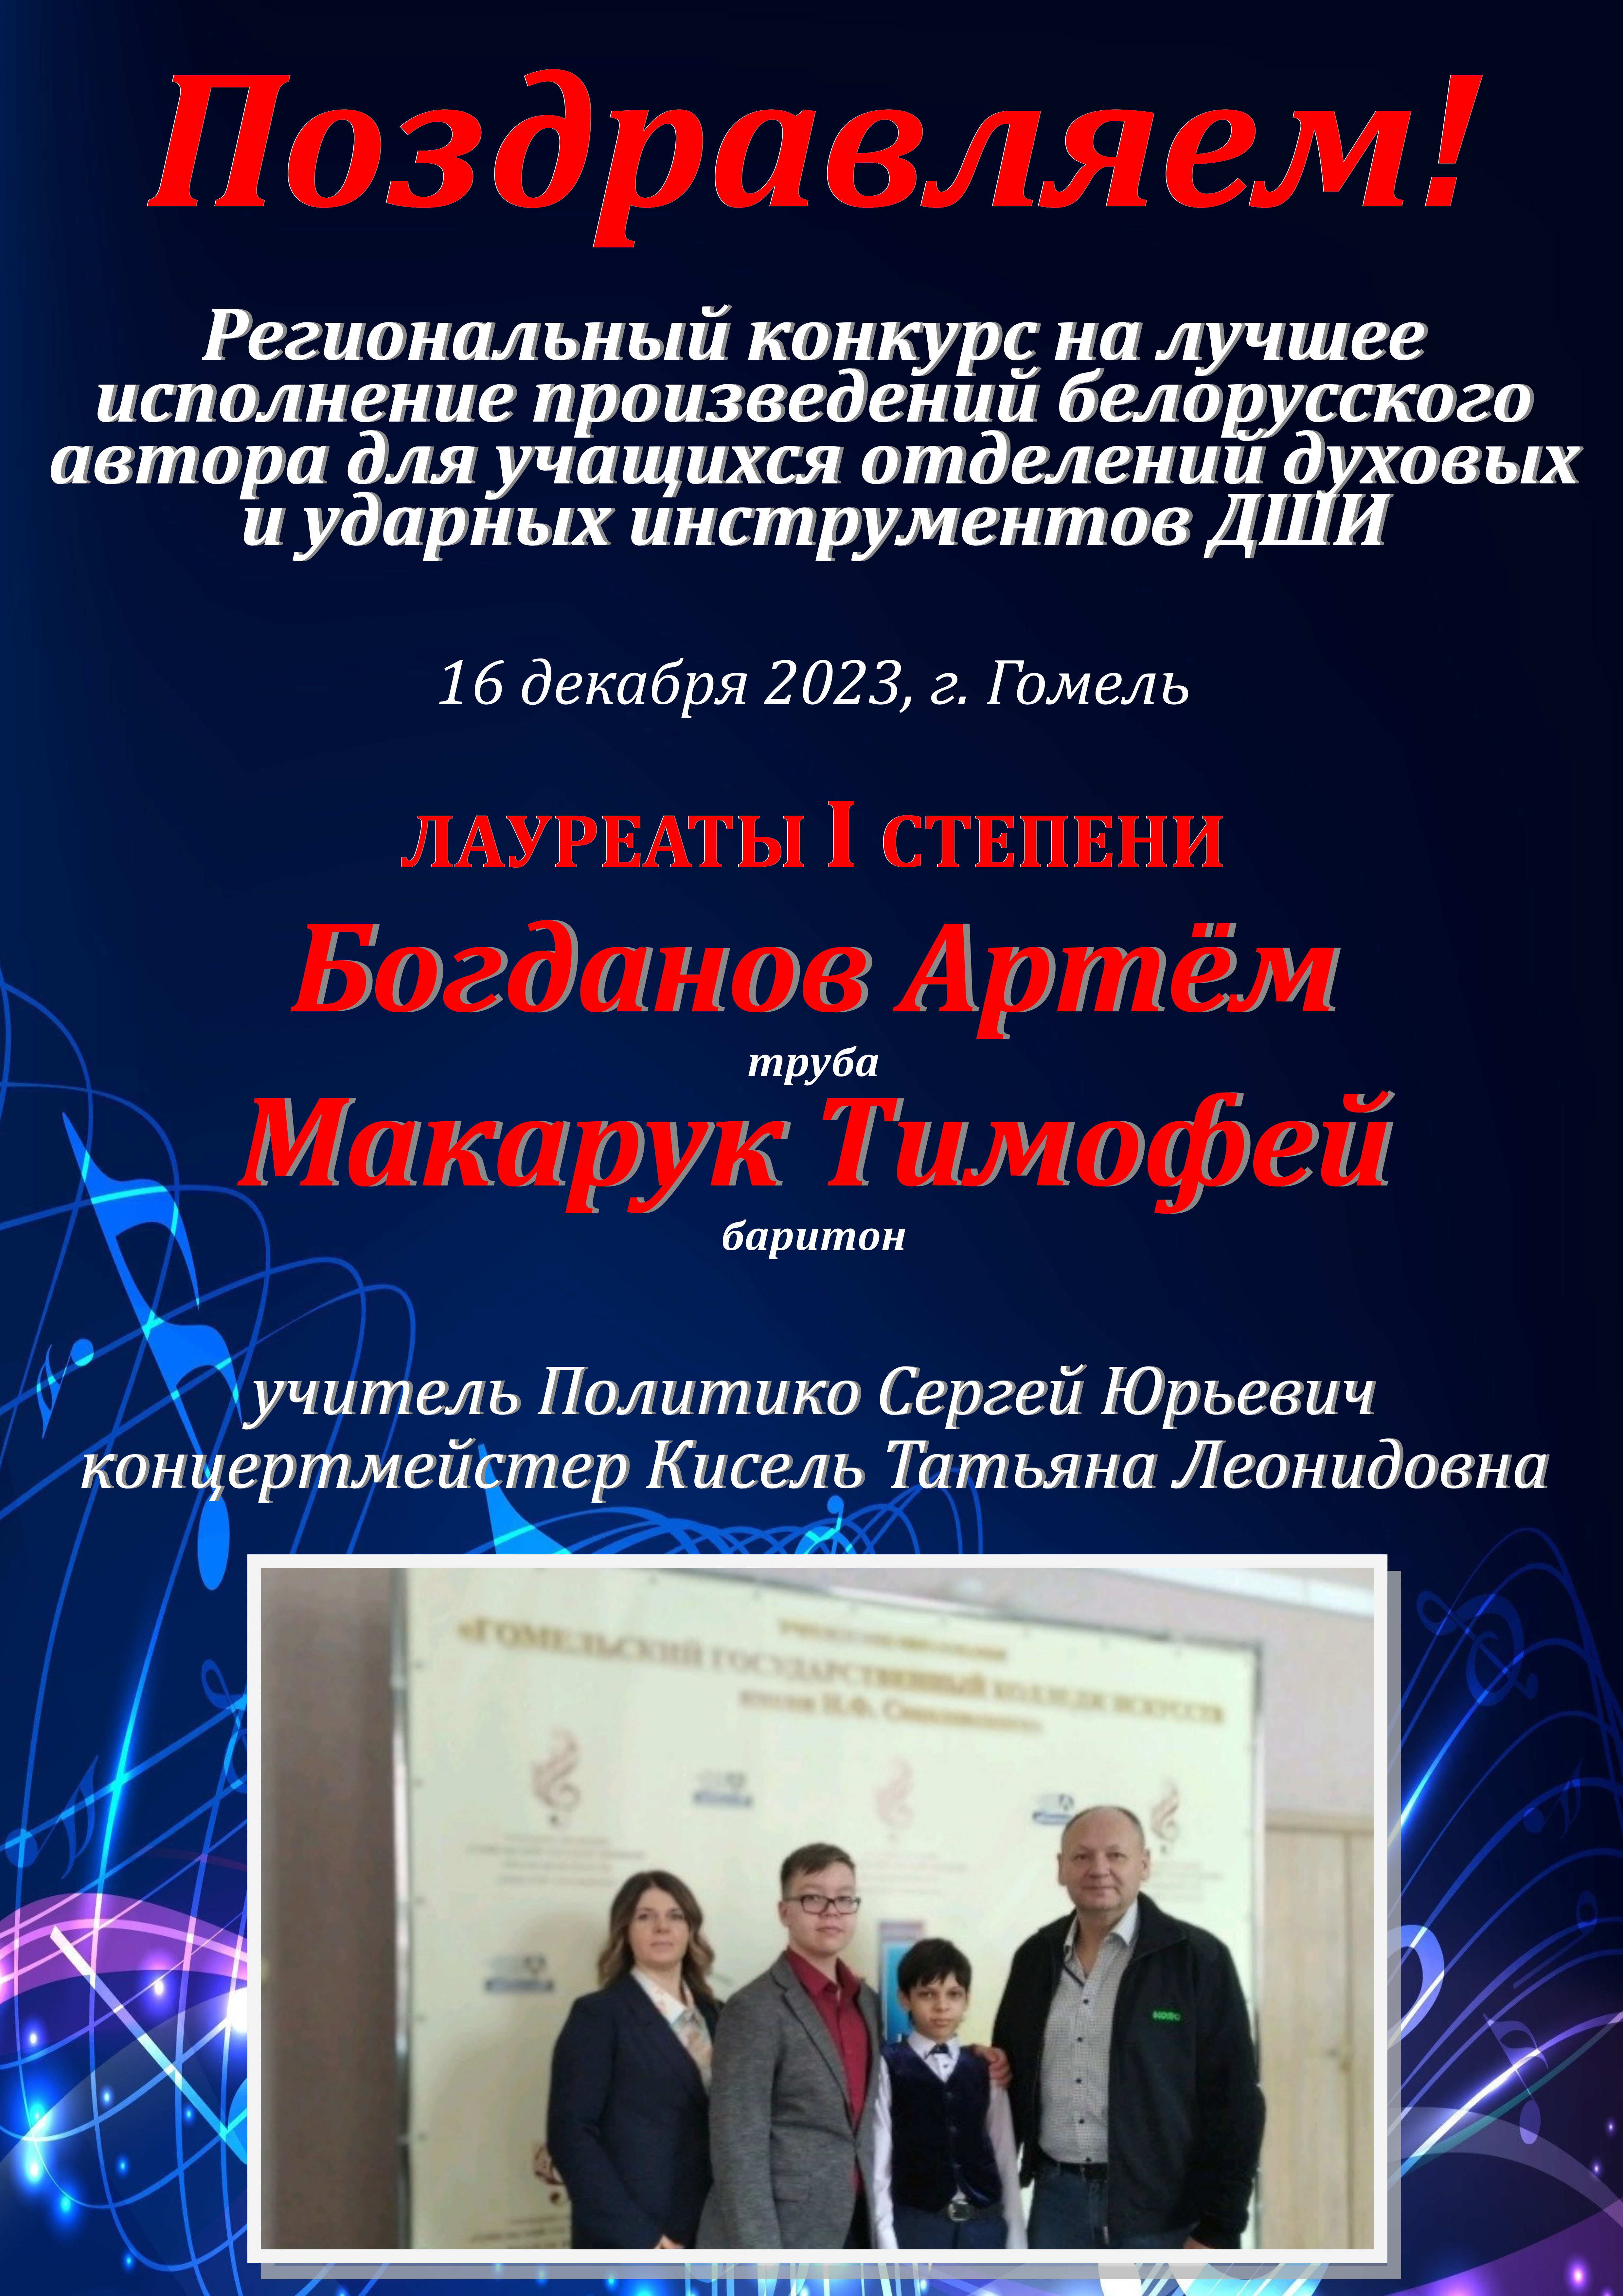 Поздравляем!
Региональный конкурс на лучшее
исполнение произведений белорусского
автора для учащихся отделений духовых
и ударных инструментов ДШИ
16 декабря 2023, г. Гомель
ЛАУРЕАТЫ I СТЕПЕНИ
Богданов Артём
труба
Макарук Тимофей
баритон
учитель Политико Сергей Юрьевич
концертмейстер Кисель Татьяна Леонидовна
«ГОМЕЛЬСКИЙ ГОСУДАРСТВЕННЫЙ КОЛЛЕДЖ ИСКУССТВ
имени Н.Ф.